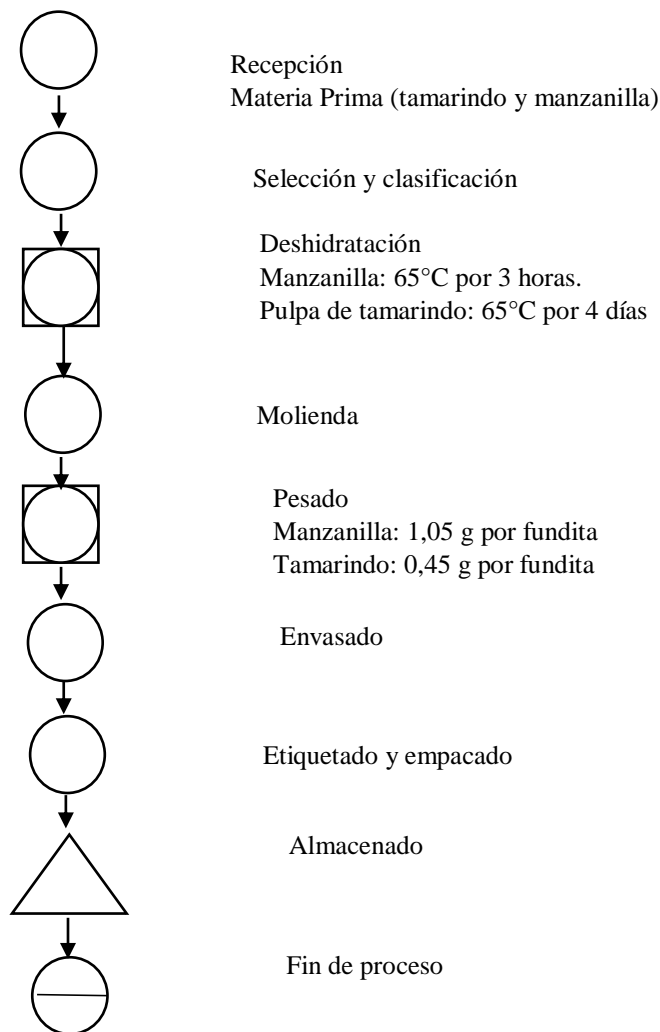 Recepción
Materia Prima (tamarindo y manzanilla)
Selección y clasificación
Deshidratación
Manzanilla: 65°C por 3 horas.
Pulpa de tamarindo: 65°C por 4 días
Molienda
Pesado
Manzanilla: 1,05 g por fundita
Tamarindo: 0,45 g por fundita
Envasado
Etiquetado y empacado
Almacenado
Fin de proceso